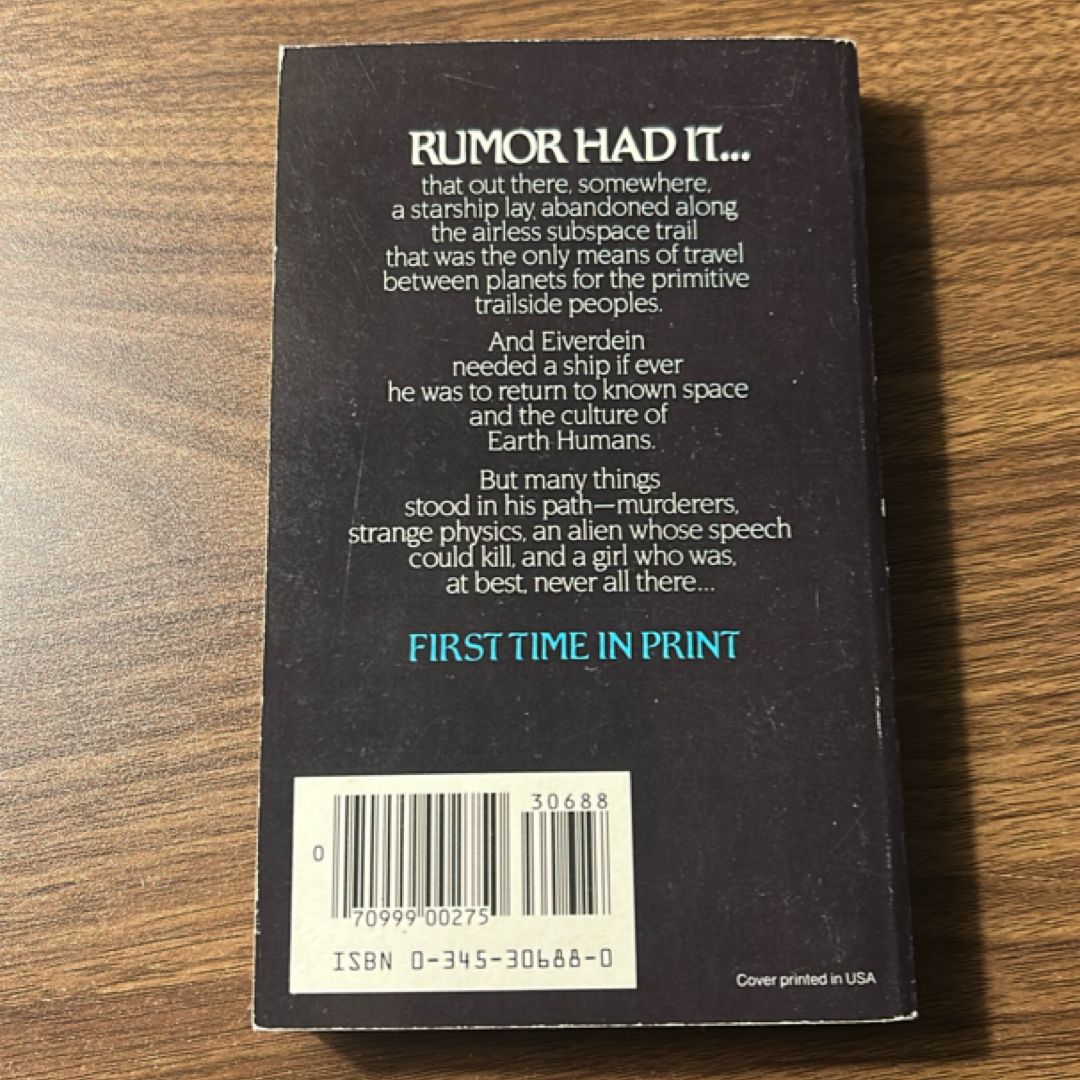 RUMOR HAD IT...
that out there, somewhere,
a starship lay, abandoned along
the airless subspace trail
that was the only means of travel
between planets for the primitive
trailside peoples.
And Eiverdein
needed a ship if ever
he was to return to known space
and the culture of
Earth Humans.
But many things
stood in his path—murderers,
strange physics, an alien whose speech
could kill, and a girl who was,
at best, never all there...
FIRST TIME IN PRINT
30688
0
70999 00275
ISBN 0-345-30688-0
Cover printed in USA